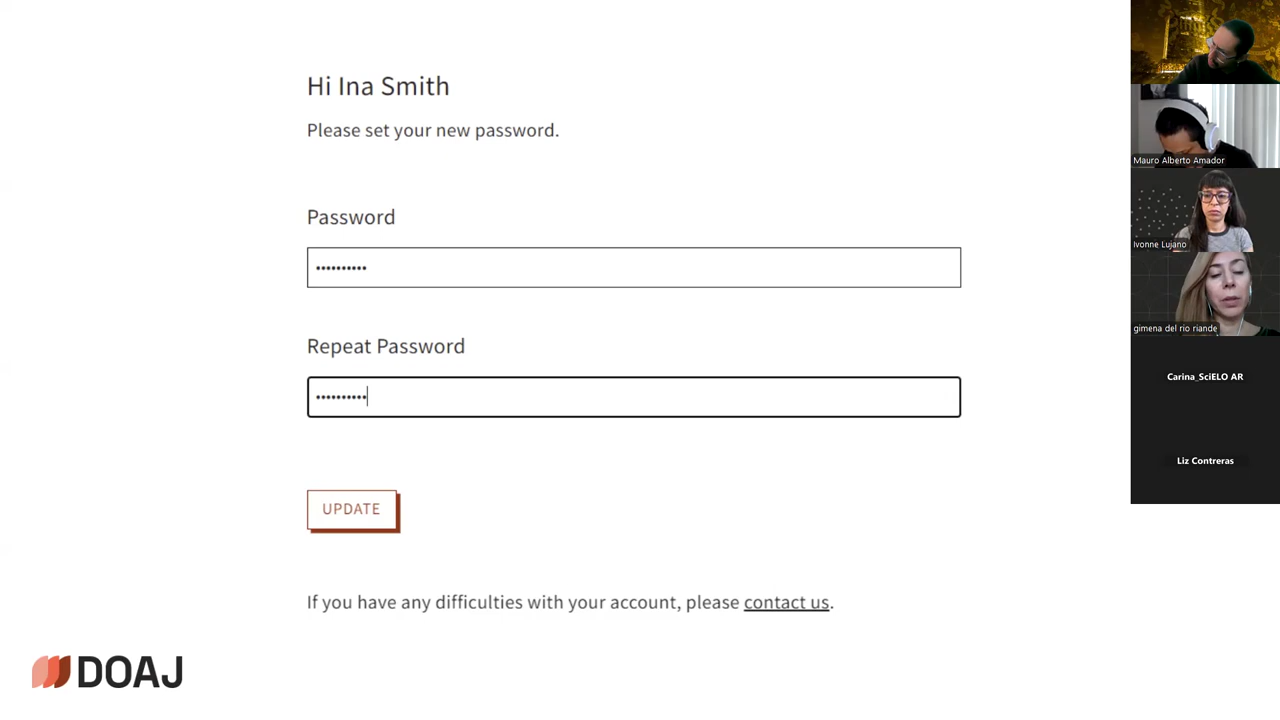 Hi Ina Smith
Please set your new password.
Password
••••••••••
Repeat Password
••••••••••
UPDATE
If you have any difficulties with your account, please contact us.
DOAJ
Mauro Alberto Amador
Ivonne Lujano
gimena del rio riande
Carina_SciELO AR
Liz Contreras